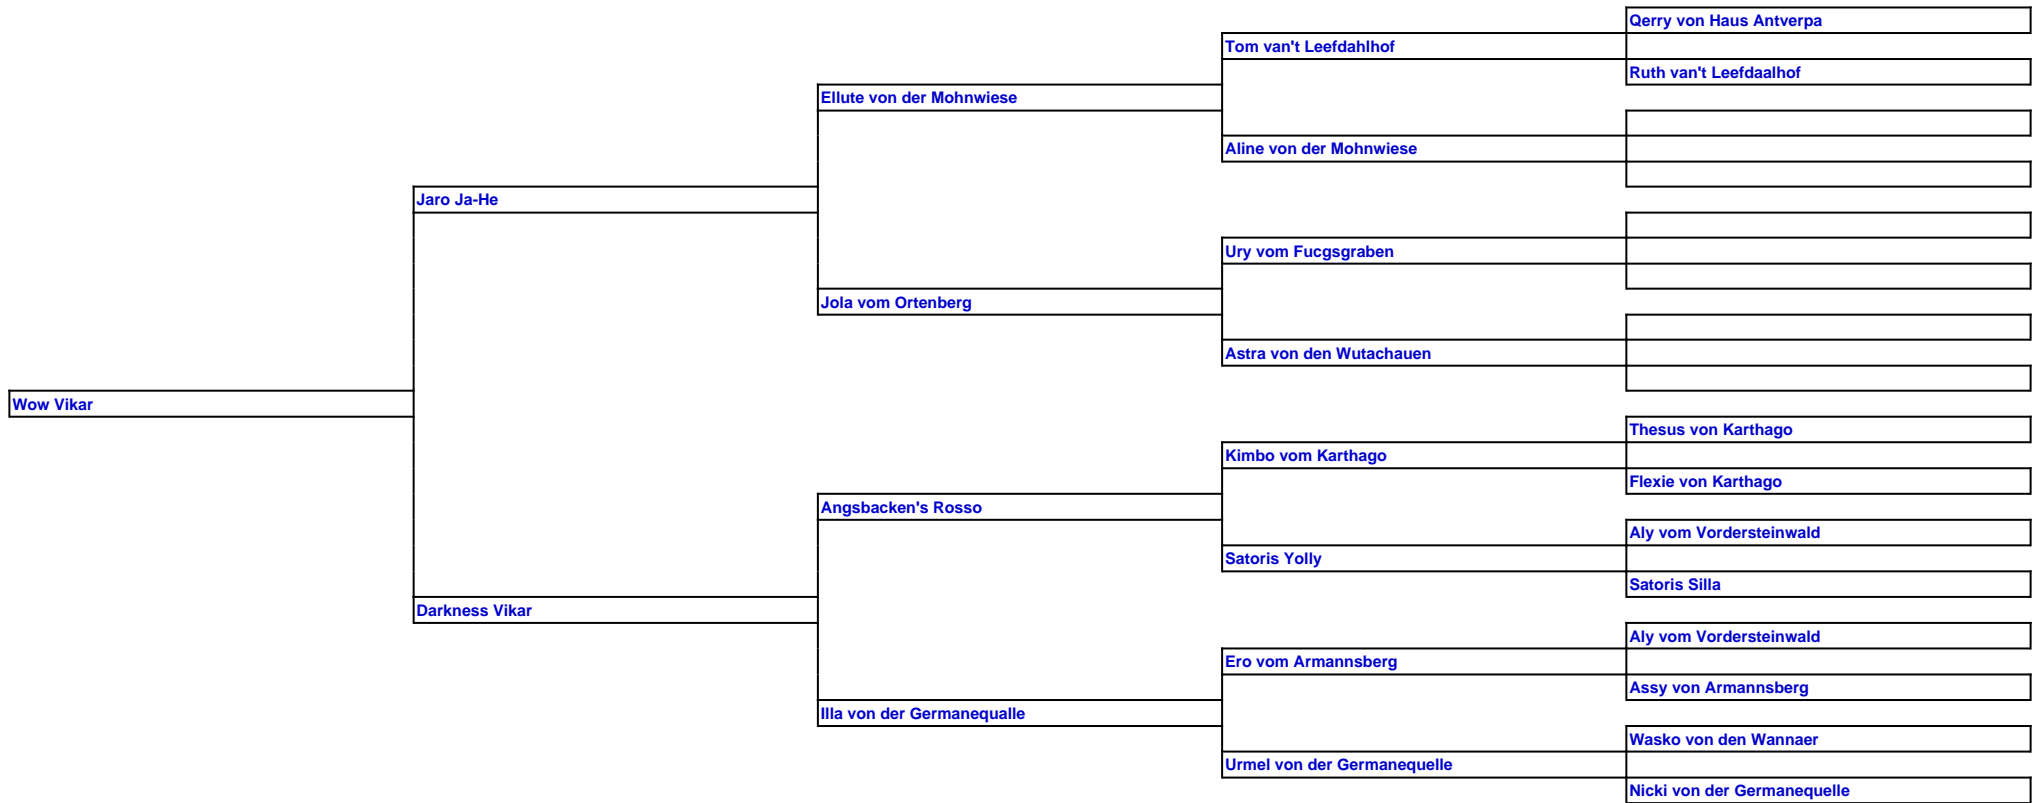 Qerry von Haus Antverpa
Tom van't Leefdahlhof
Ruth van't Leefdaalhof
Ellute von der Mohnwiese
Aline von der Mohnwiese
Jaro Ja-He
Ury vom Fucgsgraben
Jola vom Ortenberg
Astra von den Wutachauen
Wow Vikar
Thesus von Karthago
Kimbo vom Karthago
Flexie von Karthago
Angsbacken's Rosso
Aly vom Vordersteinwald
Satoris Yolly
Satoris Silla
Darkness Vikar
Aly vom Vordersteinwald
Ero vom Armannsberg
Assy von Armannsberg
Illa von der Germanequalle
Wasko von den Wannaer
Urmel von der Germanequelle
Nicki von der Germanequelle